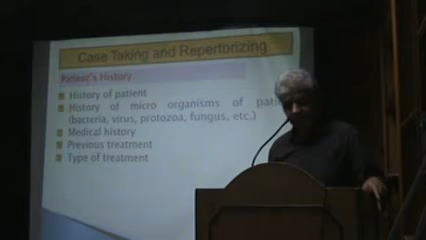 Case Taking and Repertorizing
Patient's History
History of patient
History of micro organisms of
(bacteria, virus, protozoa, fungus, etc.)
Medical history
Previous treatment
Type of treatment